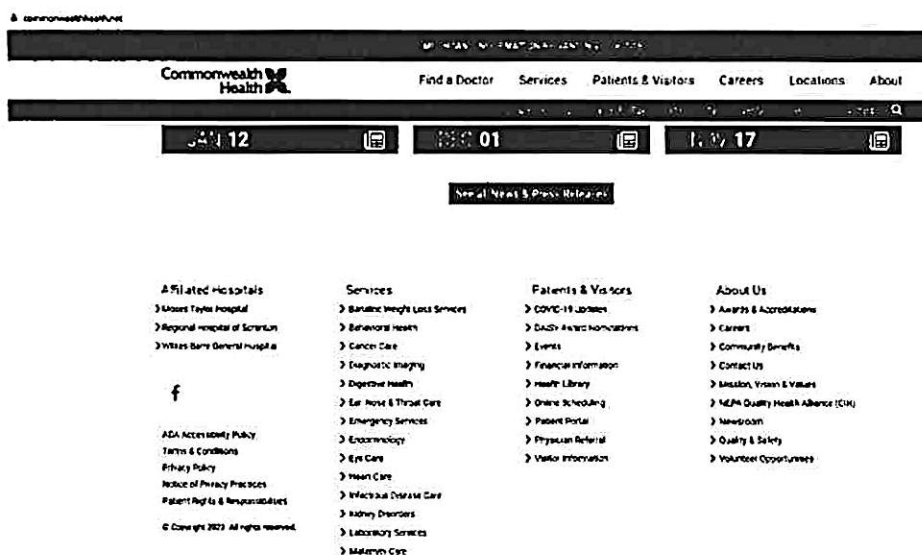 commonwealthhealth.net
Commonwealth
Health
Find a Doctor Services Patients & Visitors Careers Locations About
JAN 12
DEC 01
NOV 17
See all News & Press Releases
Affiliated Hospitals
Moses Taylor Hospital
Regional Hospital of Scranton
Wilkes-Barre General Hospital
ADA Accessibility Policy
Terms & Conditions
Privacy Policy
Notice of Privacy Practices
Patient Rights & Responsibilities
© Copyright 2023 All rights reserved.
Services
Bariatric Weight Loss Services
Behavioral Health
Cancer Care
Diagnostic Imaging
Digestive Health
Ear Nose & Throat Care
Emergency Services
Endocrinology
Eye Care
Heart Care
Infectious Disease Care
Kidney Disorders
Laboratory Services
Maternity Care
Patients & Visitors
COVID-19 Updates
DAISY Award Nominations
Events
Financial Information
Health Library
Online Scheduling
Patient Portal
Physician Referral
Visitor Information
About Us
Awards & Accreditations
Careers
Community Benefits
Contact Us
Mission, Vision & Values
NEPA Quality Health Alliance (CIN)
Newsroom
Quality & Safety
Volunteer Opportunities